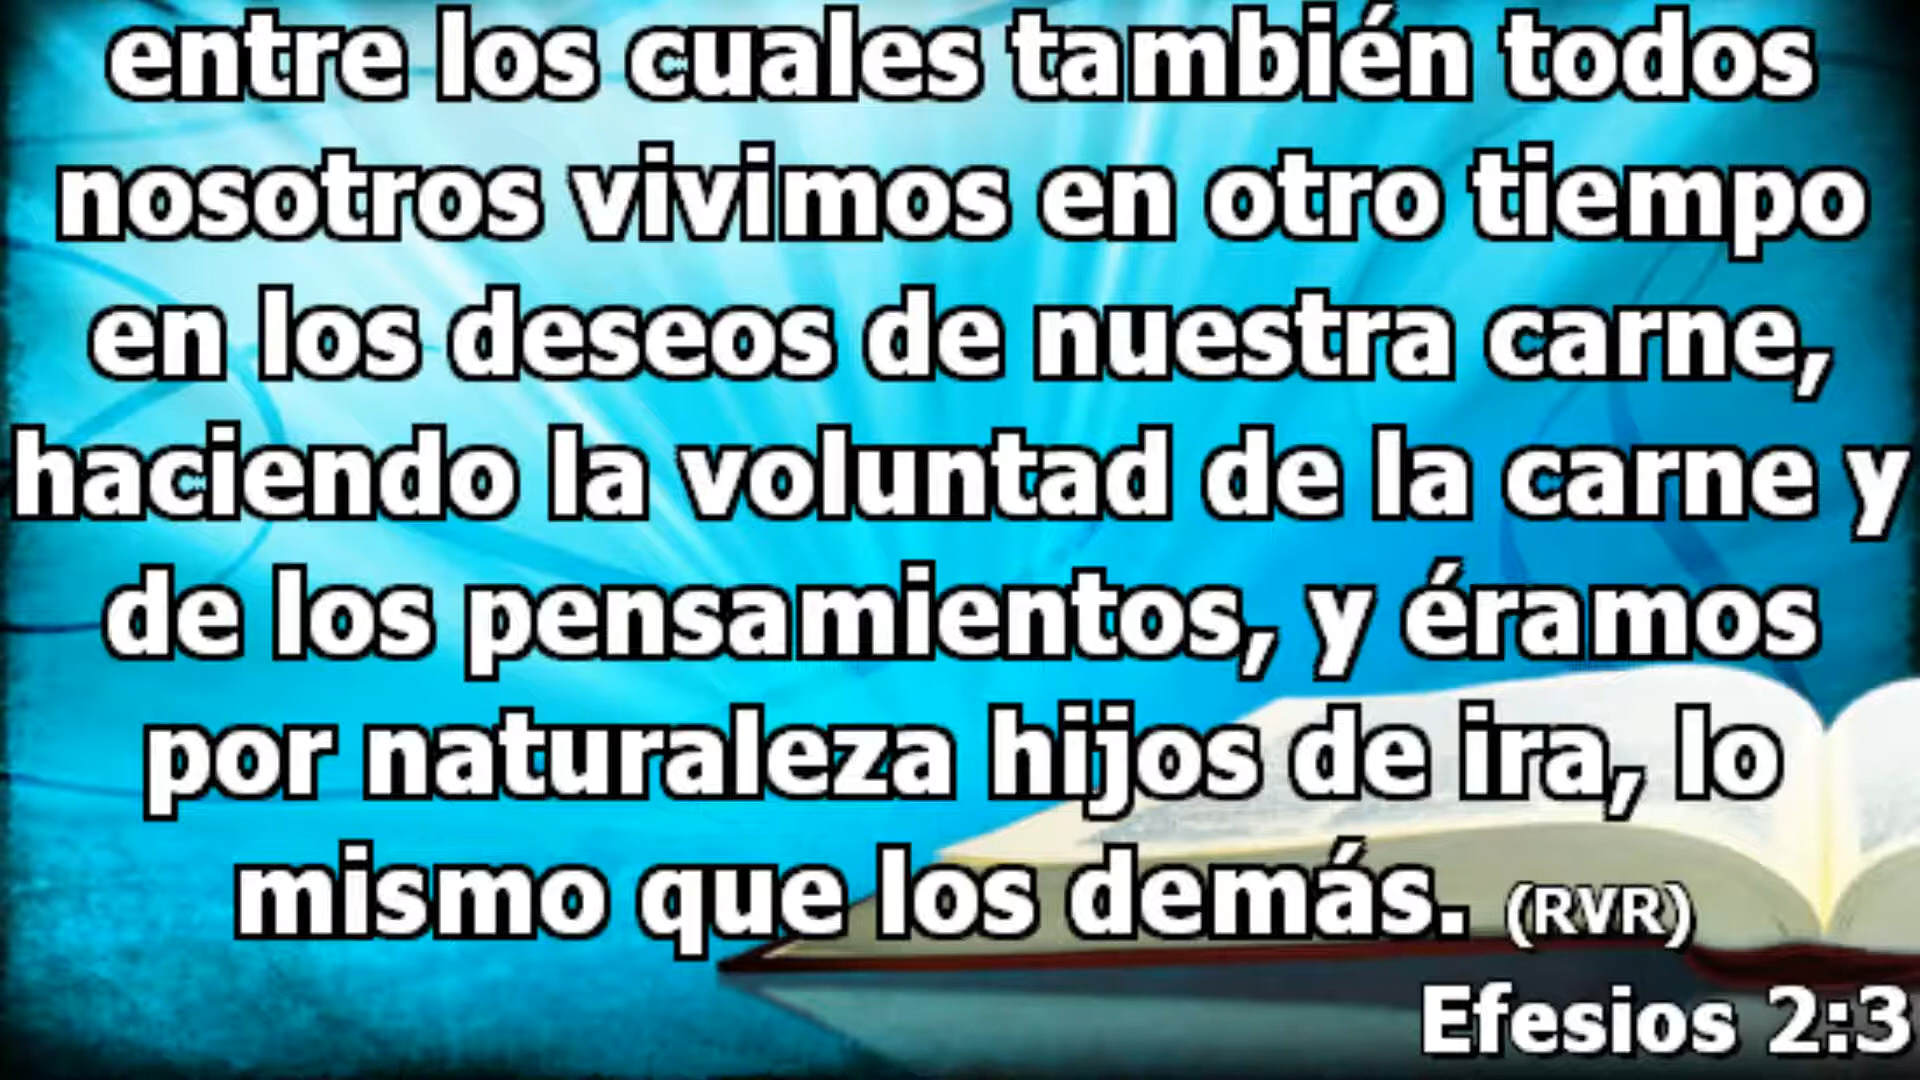 entre los cuales también todos
nosotros vivimos en otro tiempo
en los deseos de nuestra carne,
haciendo la voluntad de la carne y
de los pensamientos, y éramos
por naturaleza hijos de ira, lo
mismo que los demás. (RVR)
Efesios 2:3